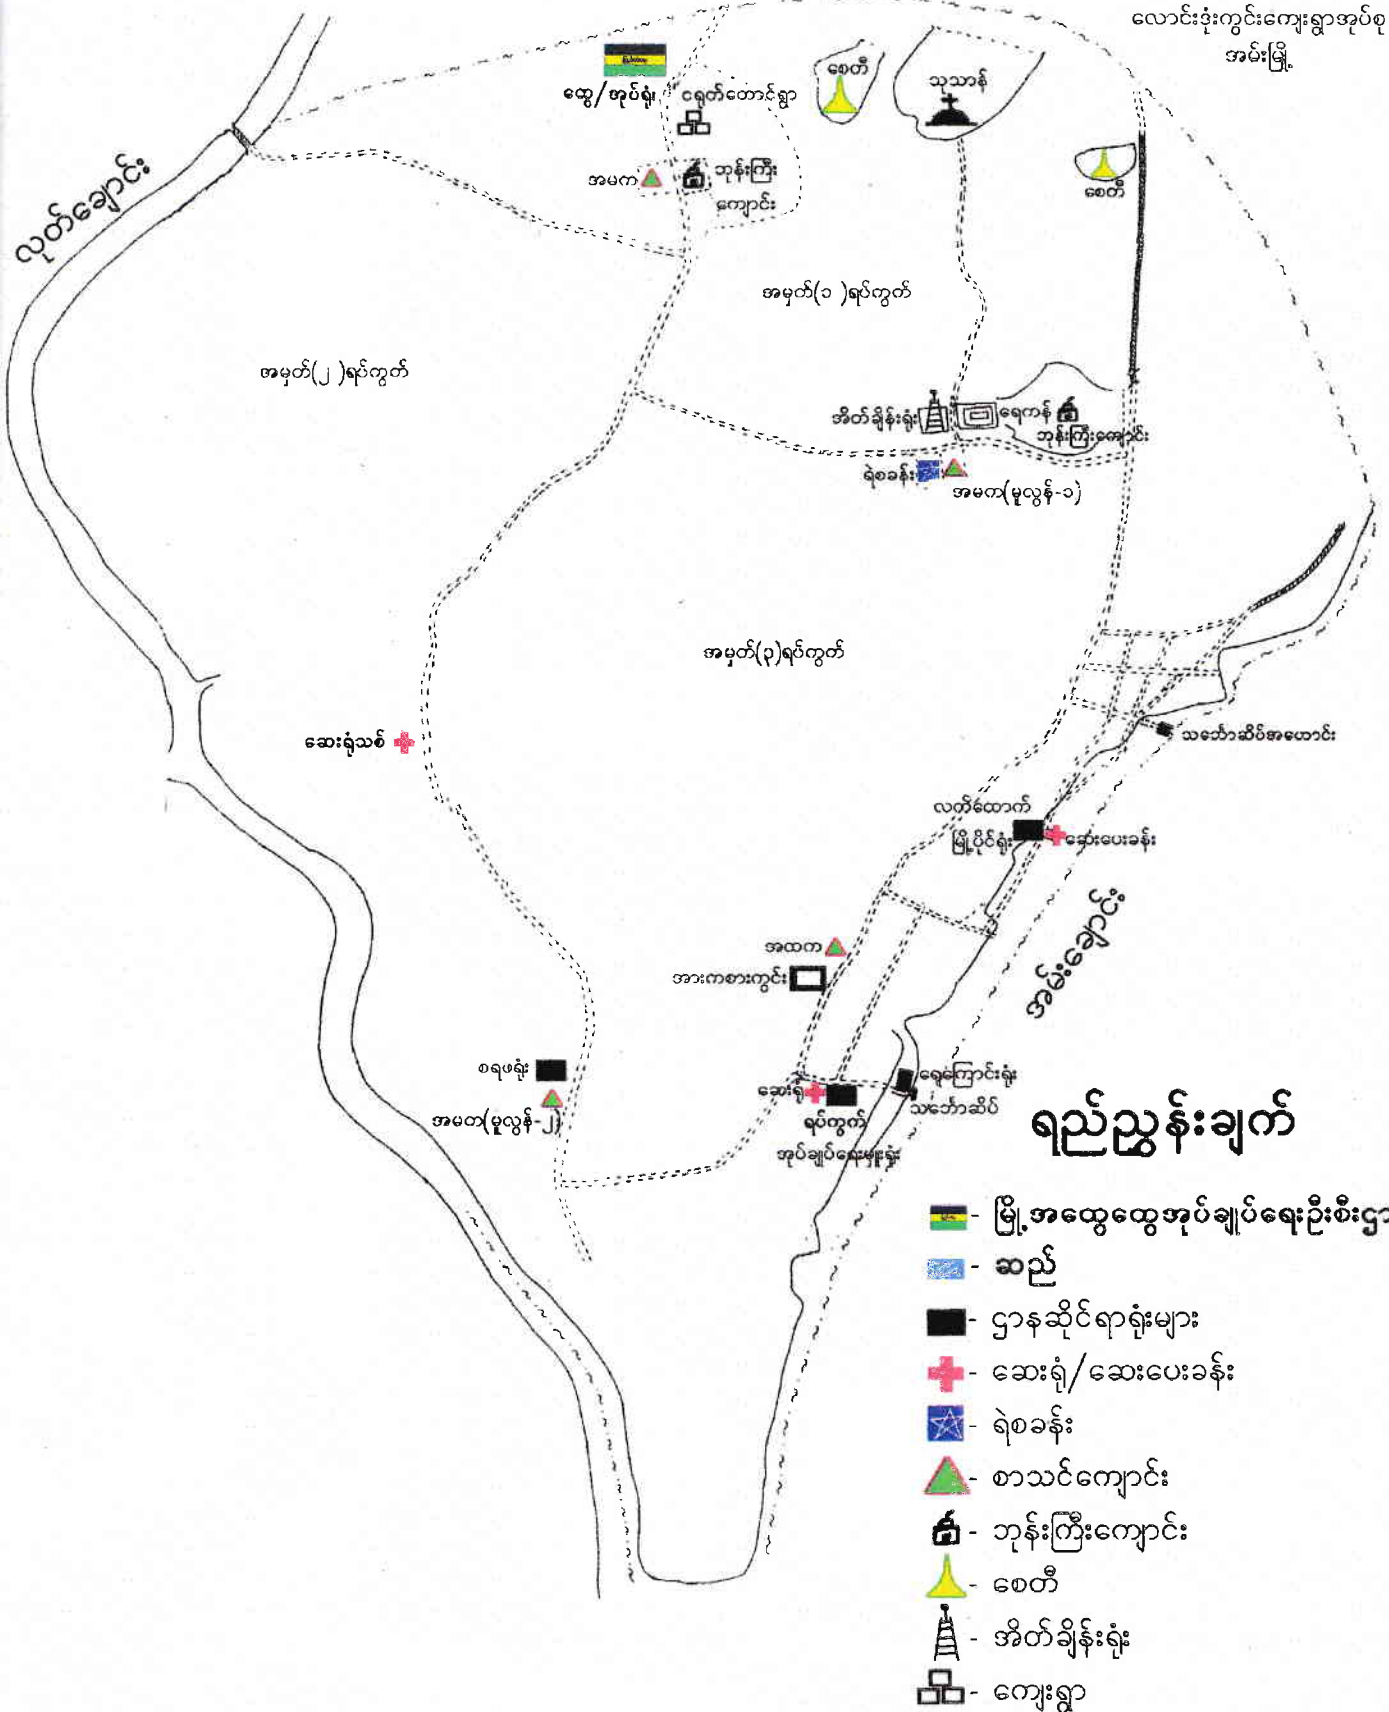 လောင်းဒုံးကွင်းကျေးရွာအုပ်စု
အမ်းမြို့
ထွေ/အုပ်ရုံး
ငရုတ်တောင်ရွာ
စေတီ
သုသာန်
လုတ်ချောင်း
အမက
ဘုန်းကြီး
ကျောင်း
စေတီ
အမှတ်(၁ )ရပ်ကွက်
အမှတ်(၂ )ရပ်ကွက်
အိတ်ချိန်းရုံး
ရေကန်
ဘုန်းကြီးကျောင်း
ရဲစခန်း
အမက(မူလွန်-၁)
အမှတ်(၃)ရပ်ကွက်
ဆေးရုံသစ်
သင်္ဘောဆိပ်အဟောင်း
လက်ထောက်
မြို့ပိုင်ရုံး
ဆေးပေးခန်း
အမ်းချောင်း
အထက
အားကစားကွင်း
စရဖရုံး
အမက(မူလွန်-၂)
ဆေးရုံ
ရပ်ကွက်
အုပ်ချုပ်ရေးမှူးရုံး
ရေကြောင်းရုံး
သင်္ဘောဆိပ်
ရည်ညွှန်းချက်
- မြို့အထွေထွေအုပ်ချုပ်ရေးဦးစီးဌာ
- ဆည်
- ဌာနဆိုင်ရာရုံးများ
- ဆေးရုံ/ဆေးပေးခန်း
- ရဲစခန်း
- စာသင်ကျောင်း
- ဘုန်းကြီးကျောင်း
- စေတီ
- အိတ်ချိန်းရုံး
- ကျေးရွာ